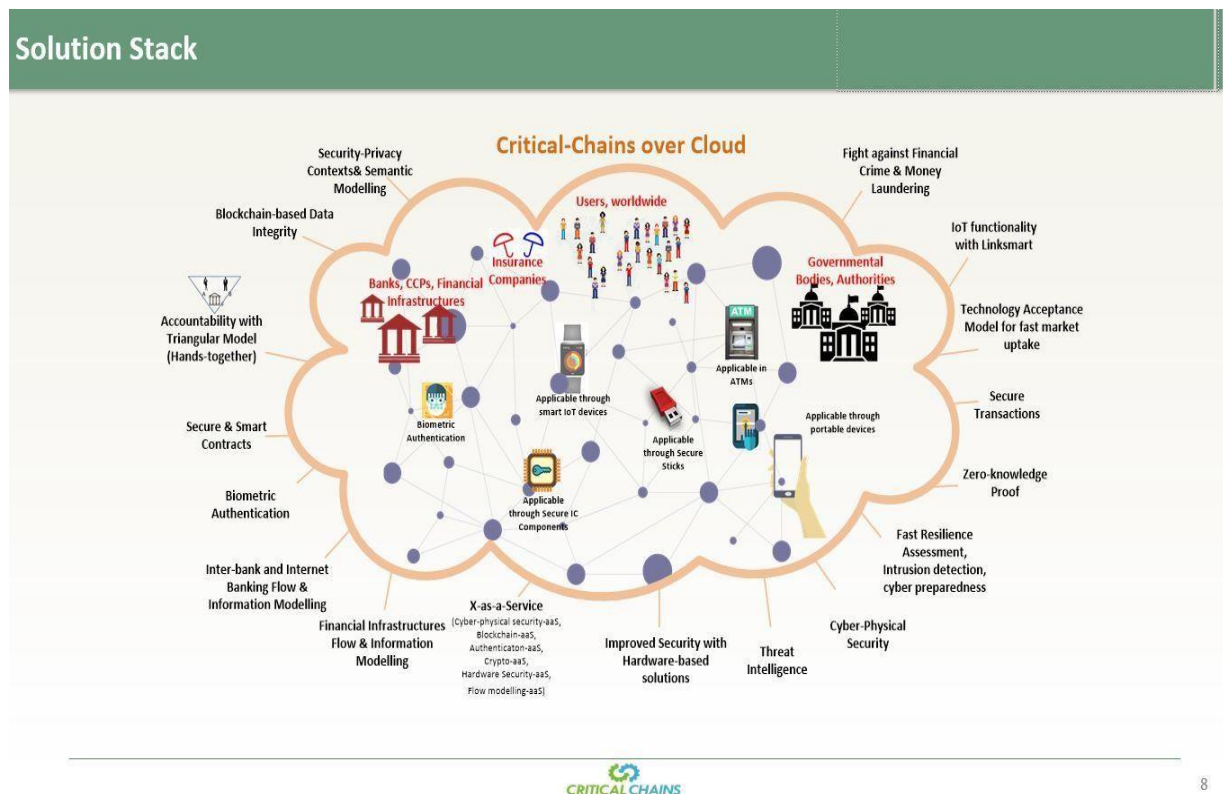 Solution Stack
Critical-Chains over Cloud
Security-Privacy
Contexts& Semantic
Modelling
Blockchain-based Data
Integrity
Accountability with
Triangular Model
(Hands-together)
Secure & Smart
Contracts
Biometric
Authentication
Inter-bank and Internet
Banking Flow &
Information Modelling
Financial Infrastructures
Flow & Information
Modelling
X-as-a-Service
(Cyber-physical security-aaS,
Blockchain-aaS,
Authenticaton-aaS,
Crypto-aaS,
Hardware Security-aaS,
Flow modelling-aaS)
Improved Security with
Hardware-based
solutions
Threat
Intelligence
Cyber-Physical
Security
Fast Resilience
Assessment,
Intrusion detection,
cyber preparedness
Zero-knowledge
Proof
Secure
Transactions
Technology Acceptance
Model for fast market
uptake
IoT functionality
with Linksmart
Fight against Financial
Crime & Money
Laundering
Users, worldwide
Insurance
Companies
Banks, CCPs, Financial
Infrastructures
Governmental
Bodies, Authorities
ATM
Applicable in
ATMs
Applicable through
smart IoT devices
Biometric
Authentication
Applicable
through Secure
Sticks
Applicable through
portable devices
Applicable
through Secure IC
Components
CRITICAL CHAINS
8